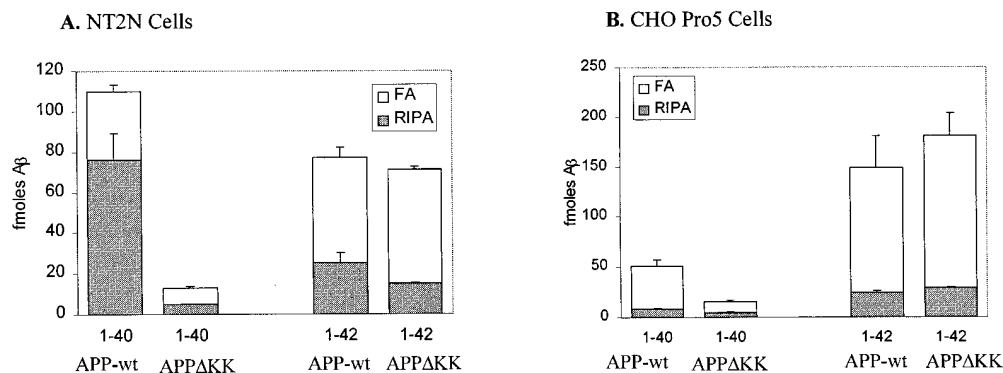 A. NT2N Cells
120
100
80
60
40
20
0
fmoles Aβ
FA
RIPA
1-40 1-40 1-42 1-42
APP-wt APPΔKK APP-wt APPΔKK
B. CHO Pro5 Cells
250
200
150
100
50
0
fmoles Aβ
FA
RIPA
1-40 1-40 1-42 1-42
APP-wt APPΔKK APP-wt APPΔKK